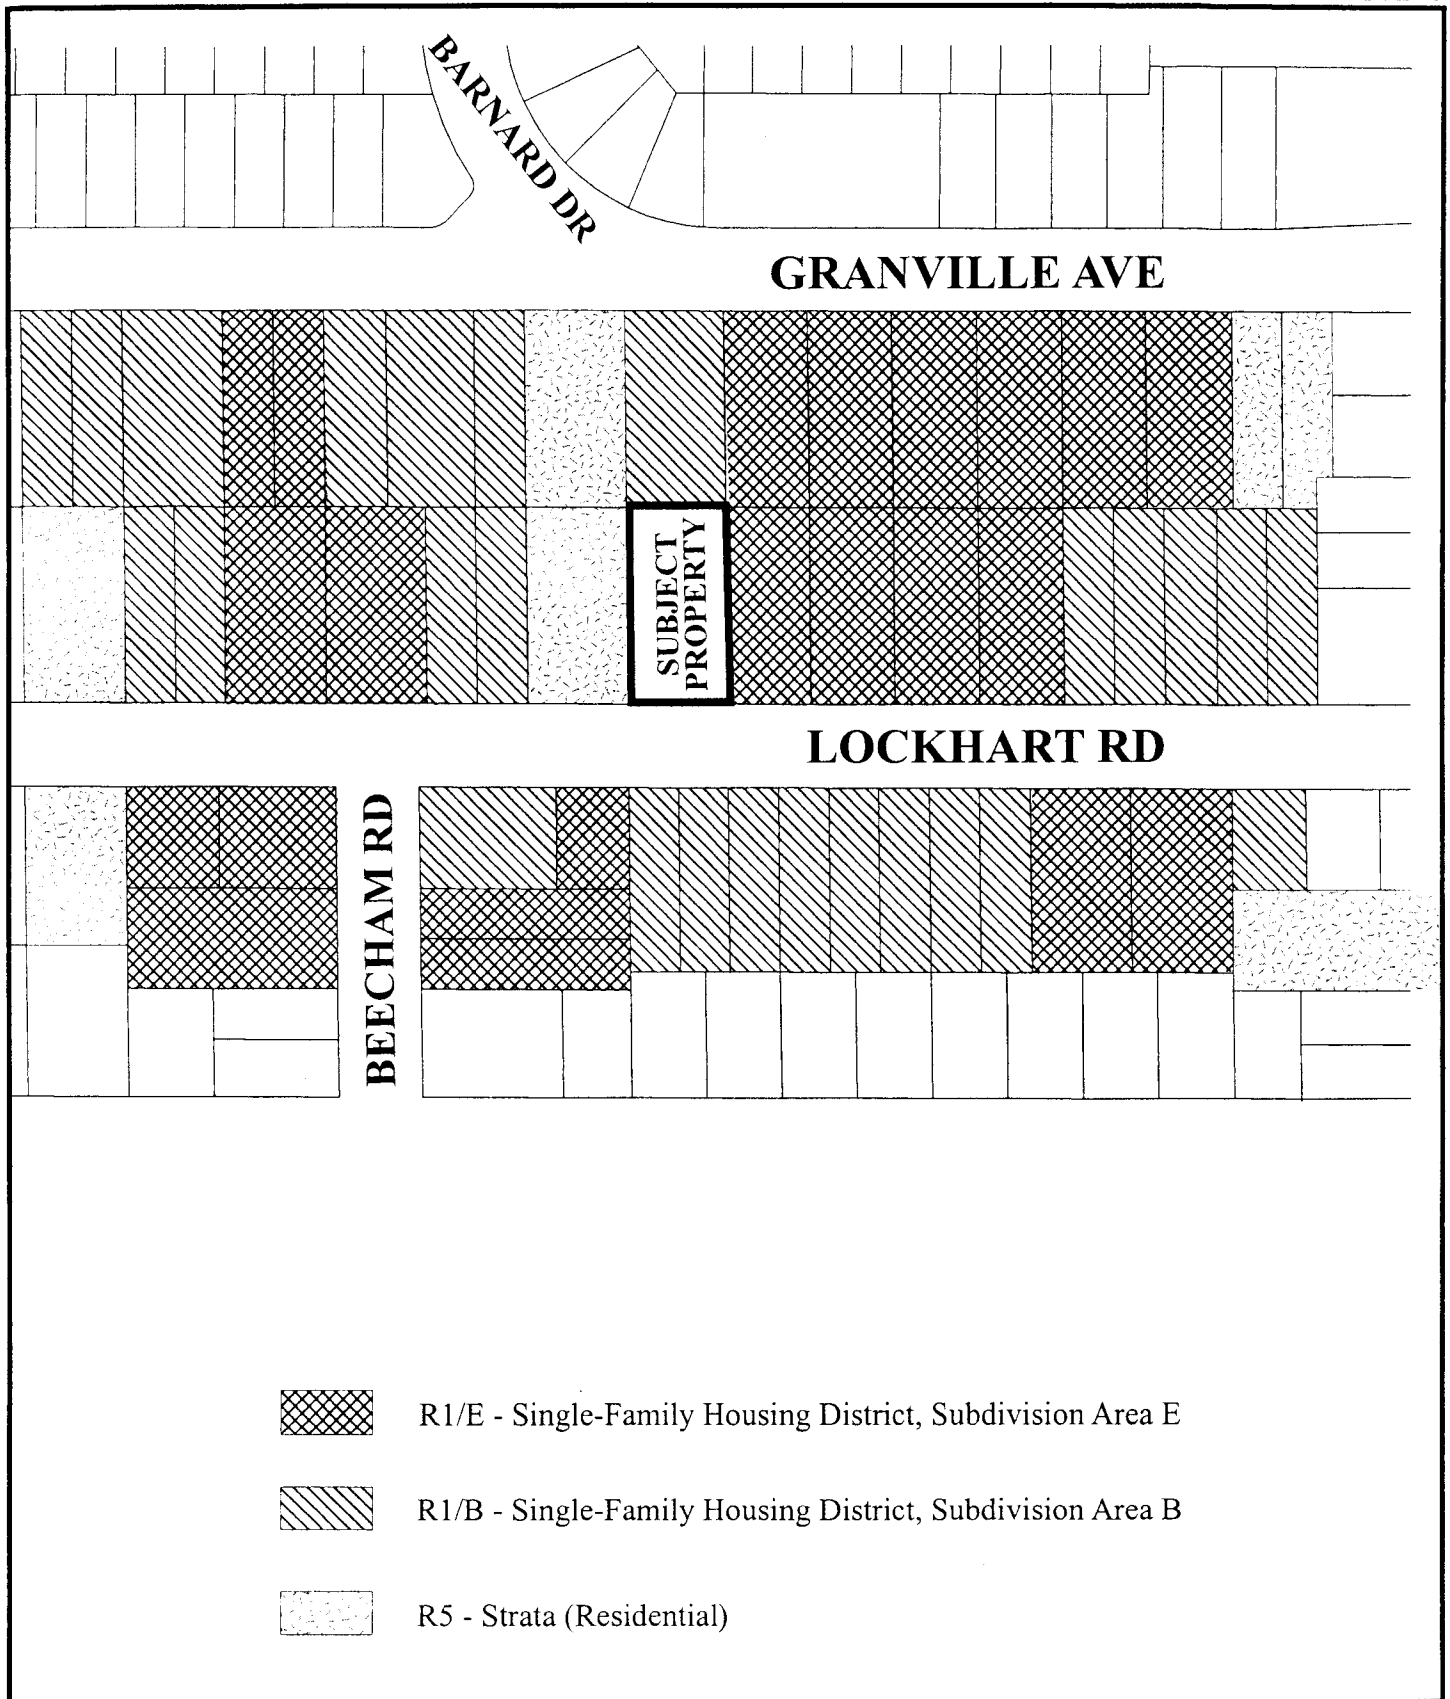 BARNARD DR
GRANVILLE AVE
SUBJECT
PROPERTY
LOCKHART RD
BEECHAM RD
R1/E - Single-Family Housing District, Subdivision Area E
R1/B - Single-Family Housing District, Subdivision Area B
R5 - Strata (Residential)